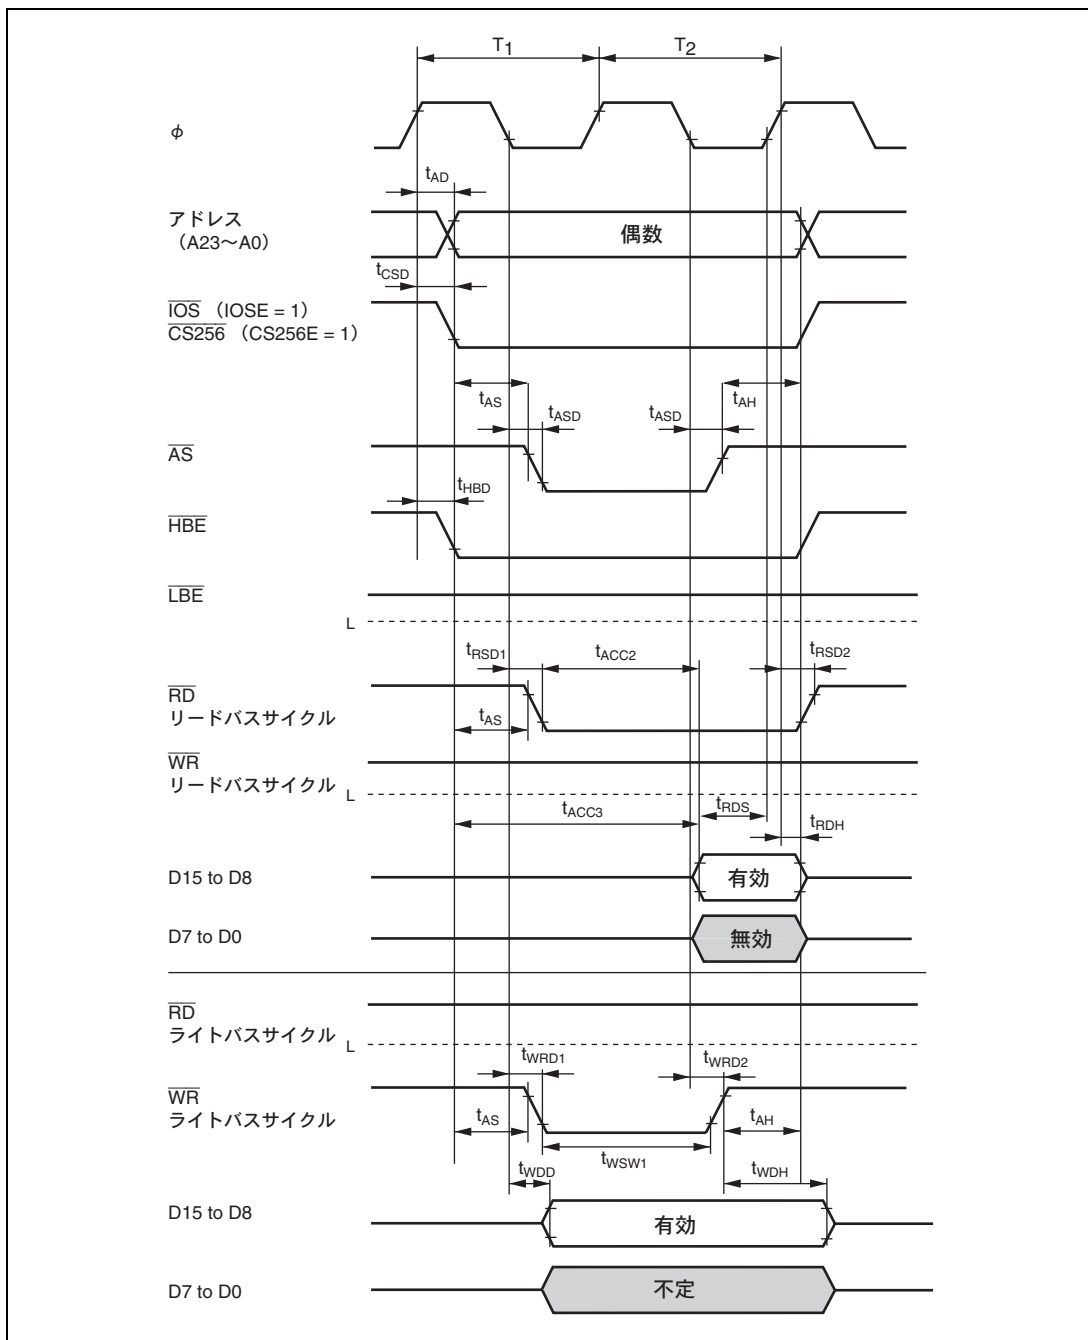 T1 T2
φ
tAD
アドレス
(A23~A0)
偶数
tCSD
IOS (IOSE = 1)
CS256 (CS256E = 1)
tAS tAH
tASD tASD
AS
tHBD
HBE
LBE
L
tRSD1 tACC2 tRSD2
RD
リードバスサイクル
tAS
WR
リードバスサイクル L
tACC3 tRDS
tRDH
D15 to D8 有効
D7 to D0 無効
RD
ライトバスサイクル L
tWRD1 tWRD2
WR
ライトバスサイクル
tAS tAH
tWSW1
tWDD tWDH
D15 to D8 有効
D7 to D0 不定